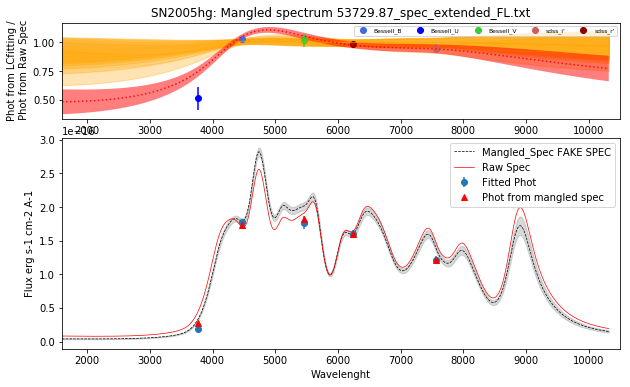 SN2005hg: Mangled spectrum 53729.87_spec_extended_FL.txt
Phot from LCfitting /
Phot from Raw Spec
1.00
0.75
0.50
Bessell_B Bessell_U Bessell_V sdss_i' sdss_r'
2000 3000 4000 5000 6000 7000 8000 9000 10000
1e−16
Flux erg s-1 cm-2 A-1
3.0
2.5
2.0
1.5
1.0
0.5
0.0
Mangled_Spec FAKE SPEC
Raw Spec
Fitted Phot
Phot from mangled spec
2000 3000 4000 5000 6000 7000 8000 9000 10000
Wavelenght